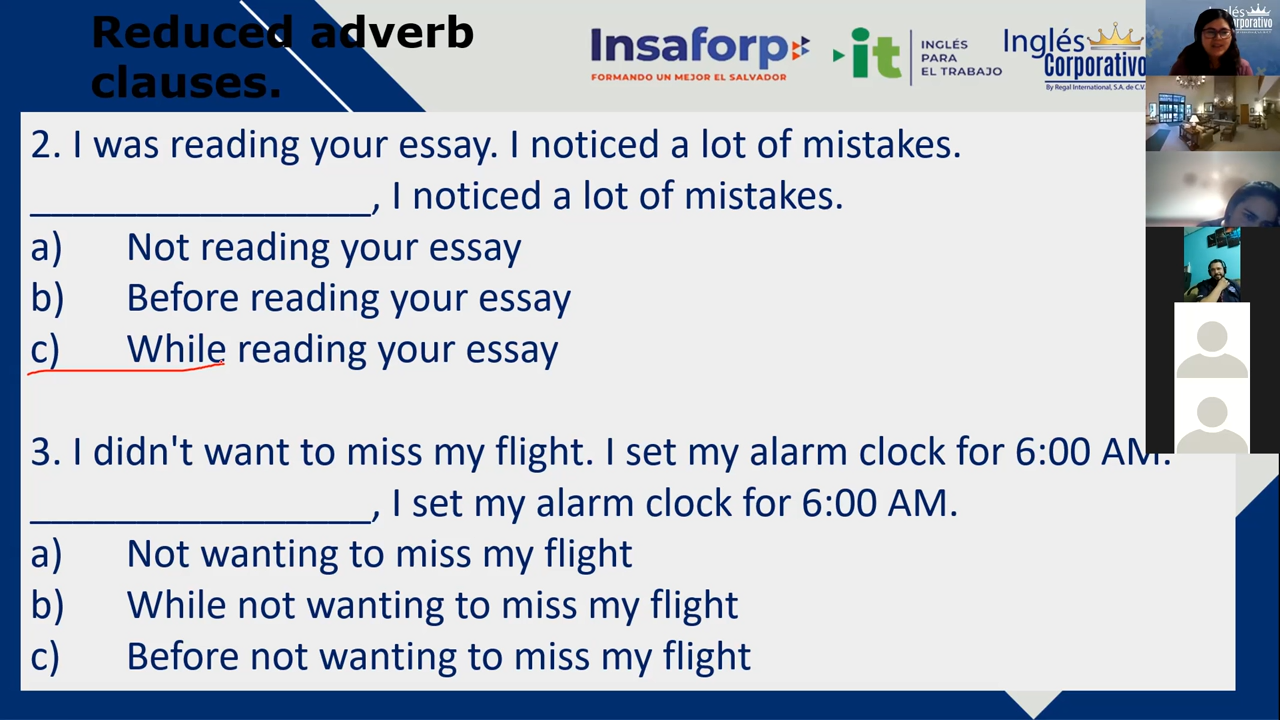 Reduced adverb
clauses.
Insaforp
FORMANDO UN MEJOR EL SALVADOR
it
INGLÉS
PARA
EL TRABAJO
Inglés
Corporativo
By Regal International, S.A. de C.V.
2. I was reading your essay. I noticed a lot of mistakes.
________________, I noticed a lot of mistakes.
a) Not reading your essay
b) Before reading your essay
c) While reading your essay
3. I didn't want to miss my flight. I set my alarm clock for 6:00 AM.
________________, I set my alarm clock for 6:00 AM.
a) Not wanting to miss my flight
b) While not wanting to miss my flight
c) Before not wanting to miss my flight